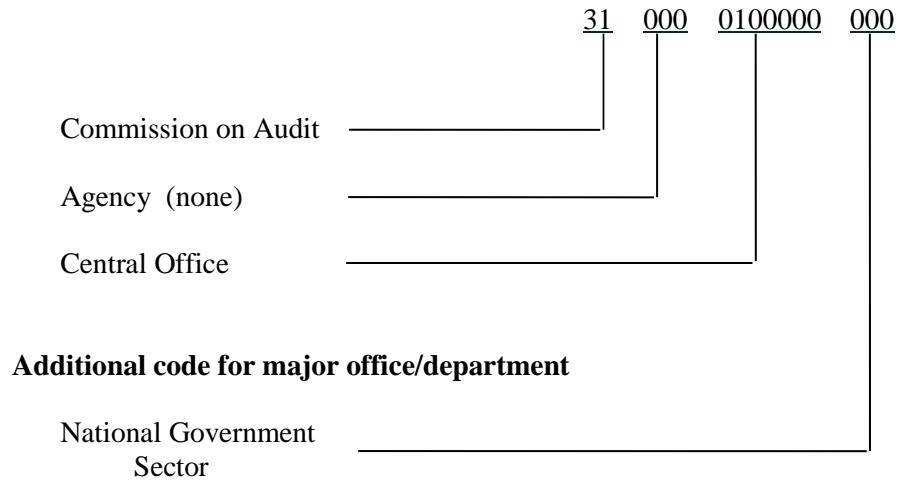 31 000 0100000 000
Commission on Audit
Agency (none)
Central Office
Additional code for major office/department
National Government
Sector